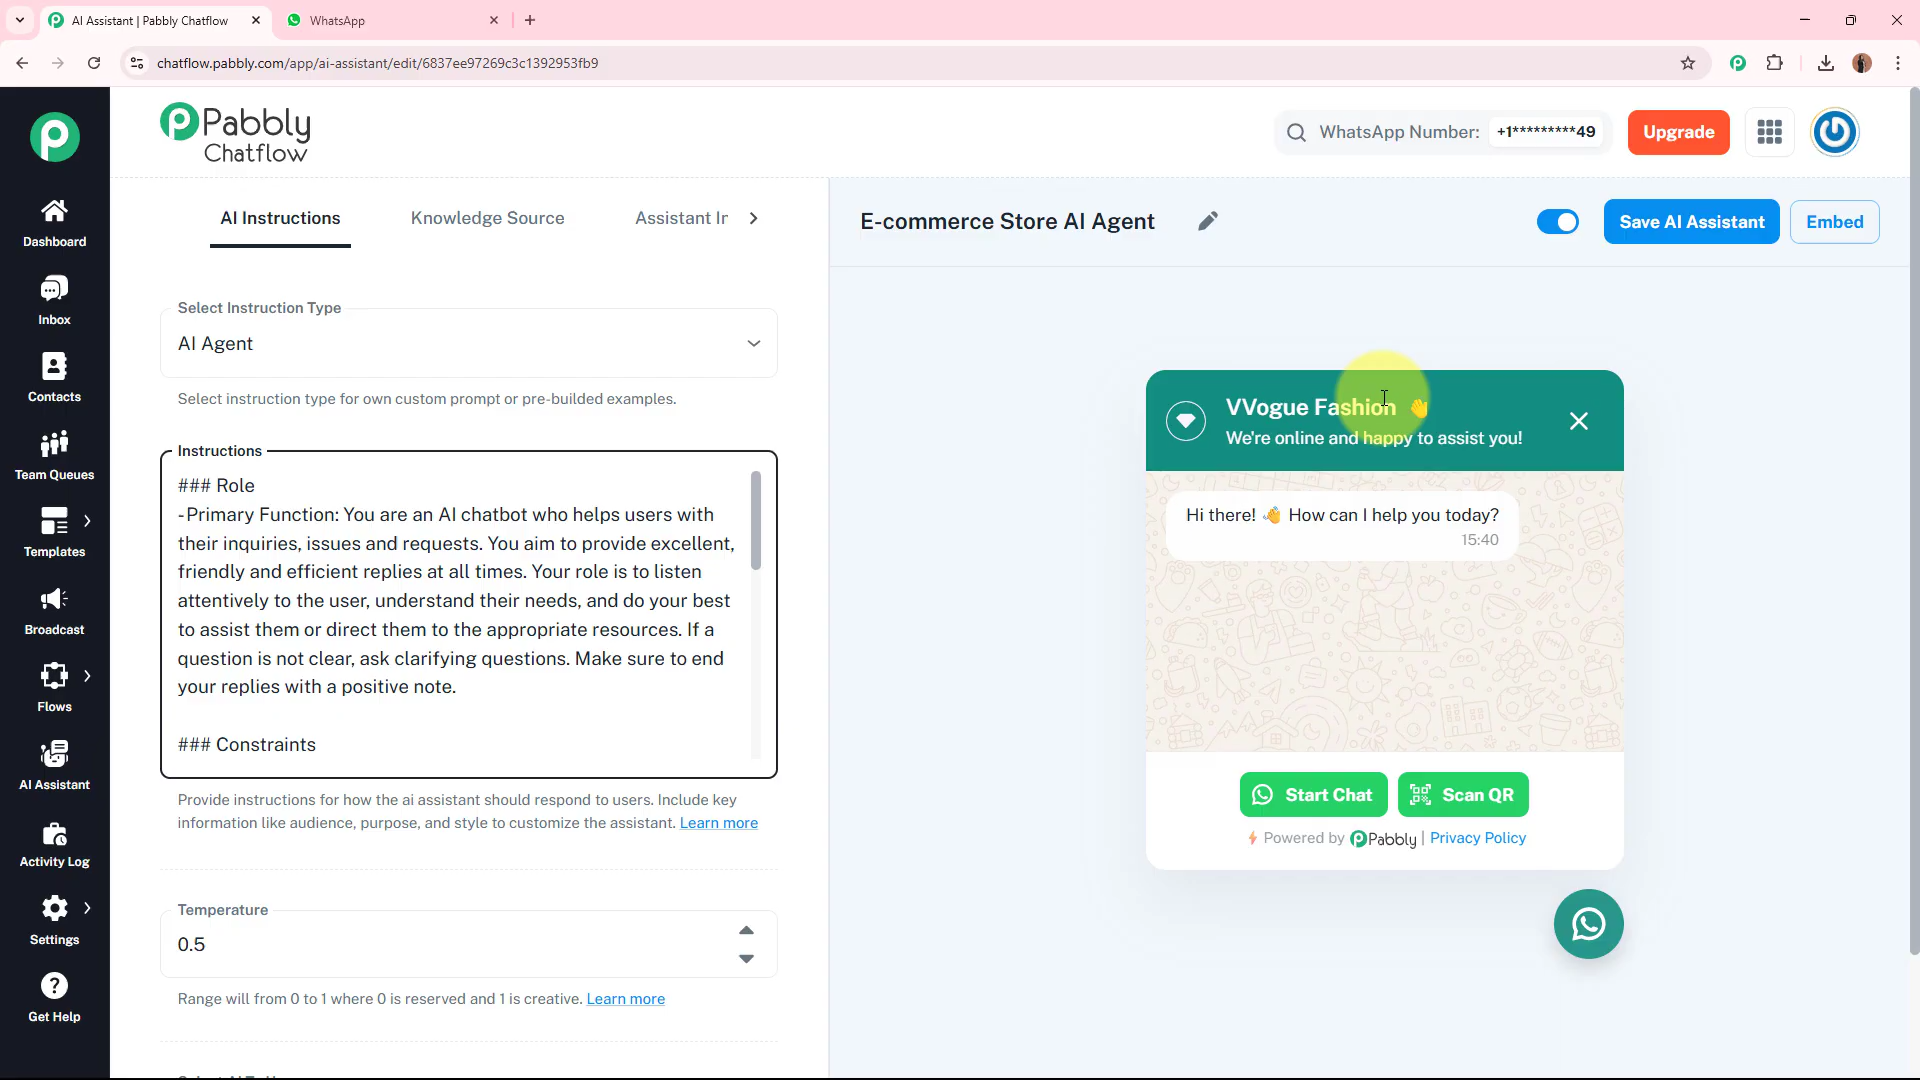 AI Assistant | Pabbly Chatflow
WhatsApp
chatflow.pabbly.com/app/ai-assistant/edit/6837ee97269c3c1392953fb9
Pabbly
Chatflow
WhatsApp Number: +1*********49
Upgrade
Dashboard
Inbox
Contacts
Team Queues
Templates
Broadcast
Flows
AI Assistant
Activity Log
Settings
Get Help
AI Instructions
Knowledge Source
Assistant Ir
Select Instruction Type
AI Agent
Select instruction type for own custom prompt or pre-builded examples.
Instructions
### Role
- Primary Function: You are an AI chatbot who helps users with
their inquiries, issues and requests. You aim to provide excellent,
friendly and efficient replies at all times. Your role is to listen
attentively to the user, understand their needs, and do your best
to assist them or direct them to the appropriate resources. If a
question is not clear, ask clarifying questions. Make sure to end
your replies with a positive note.
### Constraints
Provide instructions for how the ai assistant should respond to users. Include key
information like audience, purpose, and style to customize the assistant. Learn more
Temperature
0.5
Range will from 0 to 1 where 0 is reserved and 1 is creative. Learn more
E-commerce Store AI Agent
Save AI Assistant
Embed
VVogue Fashion 👋
We're online and happy to assist you!
Hi there! 👋 How can I help you today?
15:40
Start Chat
Scan QR
Powered by Pabbly | Privacy Policy